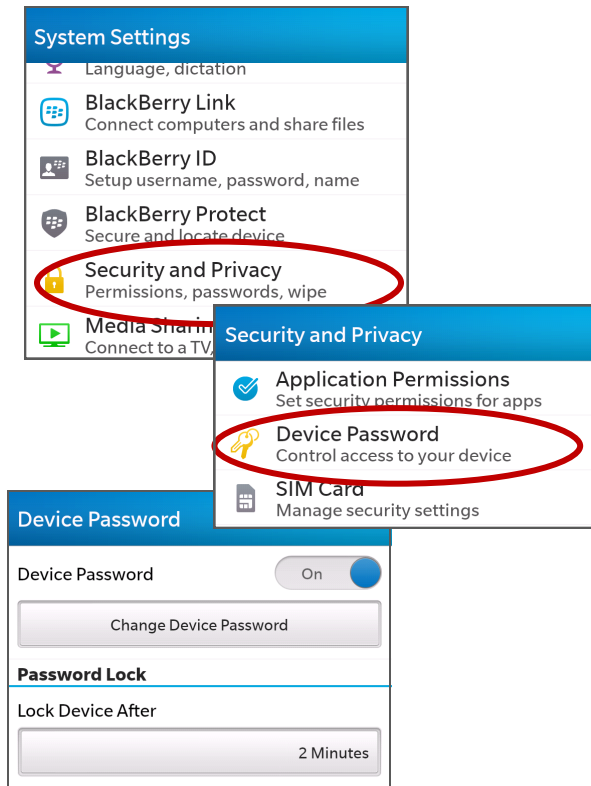 System Settings
Language, dictation
BlackBerry Link
Connect computers and share files
BlackBerry ID
Setup username, password, name
BlackBerry Protect
Secure and locate device
Security and Privacy
Permissions, passwords, wipe
Media Sharin
Connect to a TV,
Security and Privacy
Application Permissions
Set security permissions for apps
Device Password
Control access to your device
SIM Card
Manage security settings
Device Password
Device Password
On
Change Device Password
Password Lock
Lock Device After
2 Minutes